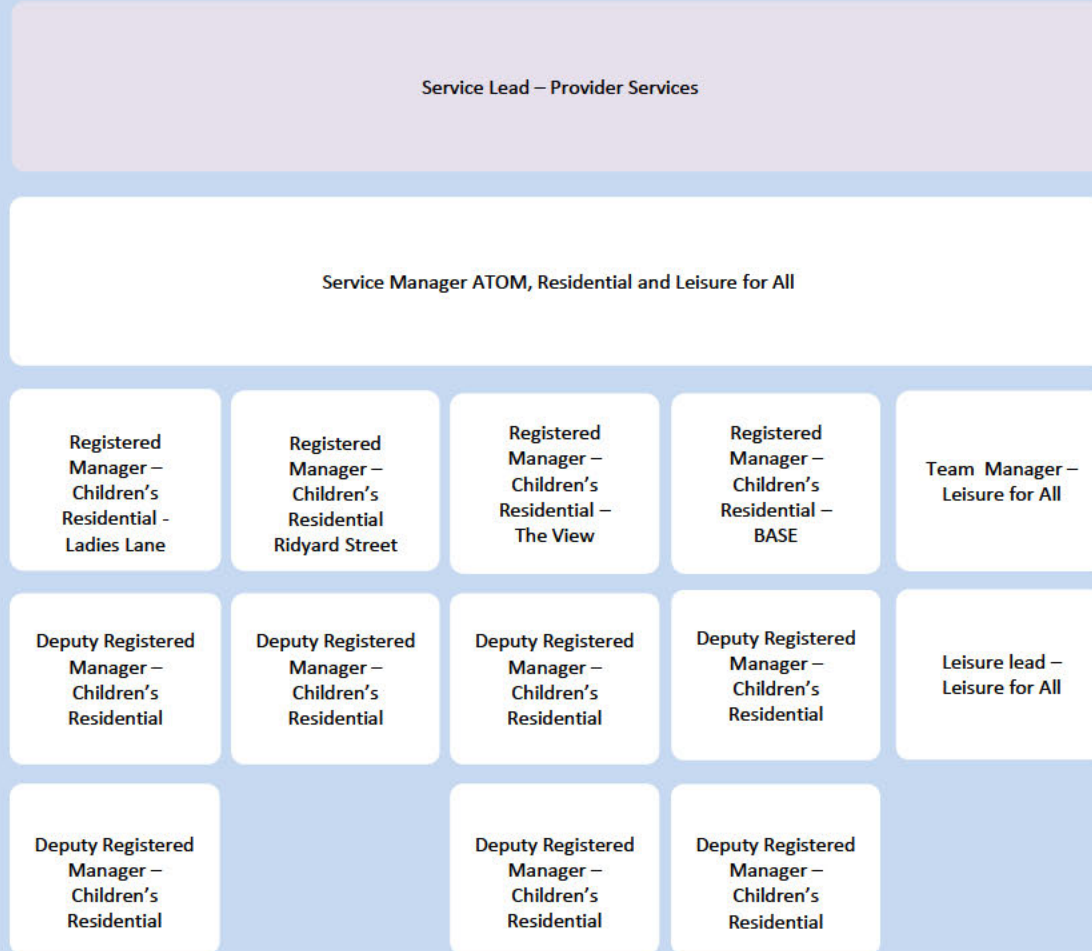 Service Lead – Provider Services
Service Manager ATOM, Residential and Leisure for All
Registered
Manager –
Children’s
Residential -
Ladies Lane
Registered
Manager –
Children’s
Residential
Ridyard Street
Registered
Manager –
Children’s
Residential –
The View
Registered
Manager –
Children’s
Residential –
BASE
Team  Manager –
Leisure for All
Deputy Registered
Manager –
Children’s
Residential
Deputy Registered
Manager –
Children’s
Residential
Deputy Registered
Manager –
Children’s
Residential
Deputy Registered
Manager –
Children’s
Residential
Leisure lead –
Leisure for All
Deputy Registered
Manager –
Children’s
Residential
Deputy Registered
Manager –
Children’s
Residential
Deputy Registered
Manager –
Children’s
Residential